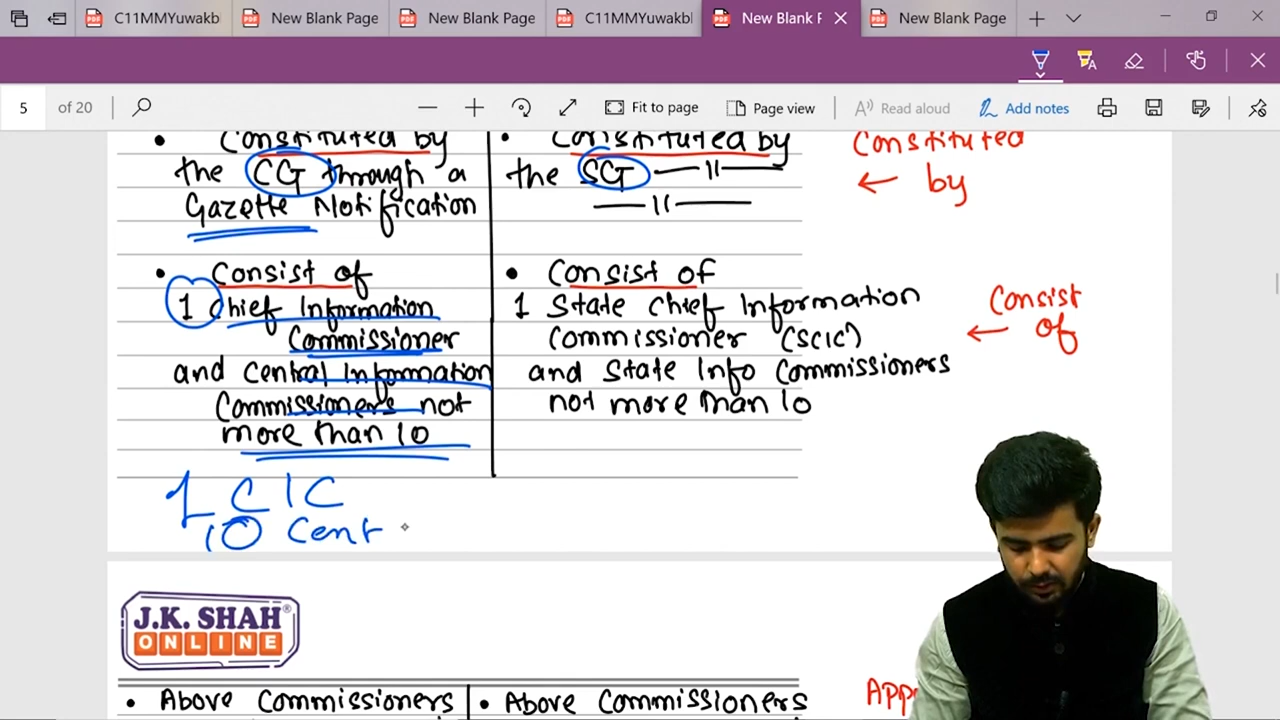 C11MMYuwakb
New Blank Page
New Blank Page
C11MMYuwakbl
New Blank P
New Blank Page
5 of 20
Fit to page
Page view
Read aloud
Add notes
• Constituted by
the CG through a
Gazette Notification
• Consist of
1 Chief Information
Commissioner
and Central Information
Commissioners not
more than 10
1 CIC
10 Cent
• Constituted by
the SG — 11 —
— 11 —
• Consist of
1 State Chief Information
Commissioner (SCIC)
and State Info Commissioners
not more than 10
Constituted
← by
Consist
← of
J.K. SHAH®
ONLINE
• Above Commissioners
• Above Commissioners
App